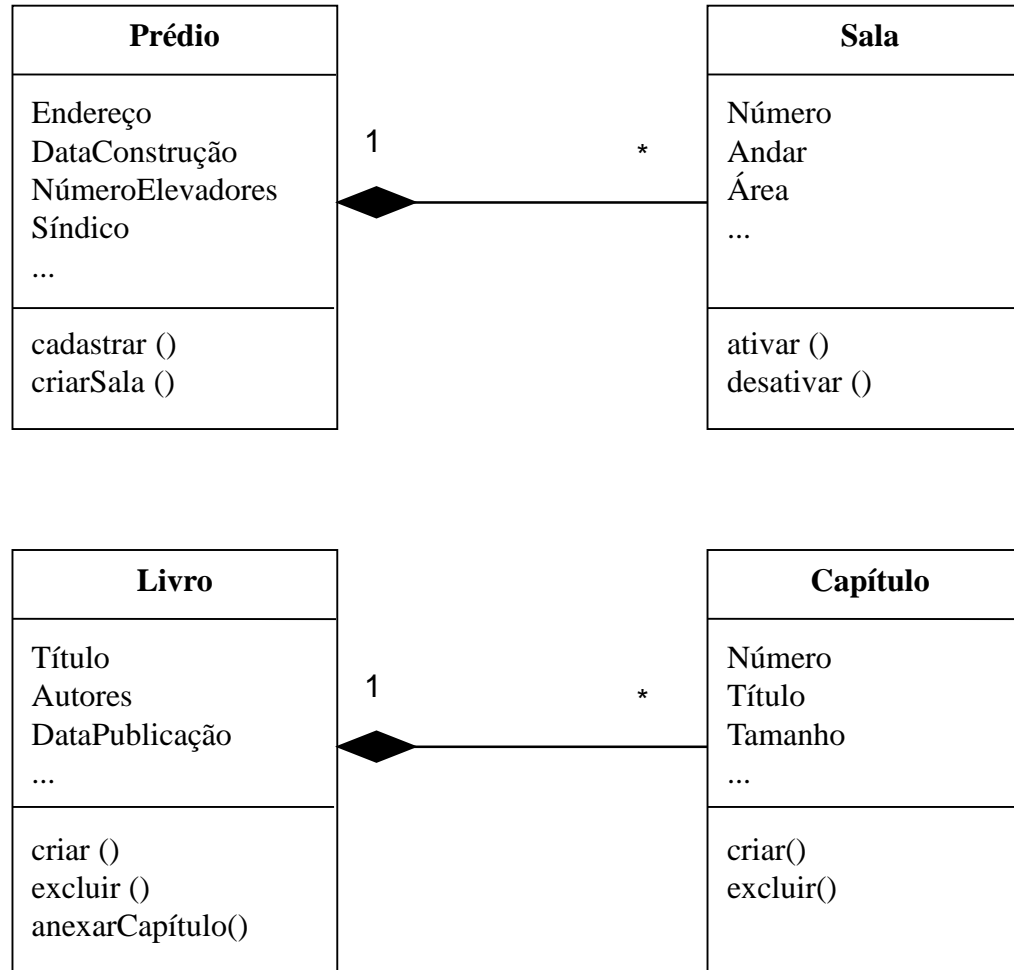 Prédio
Endereço
DataConstrução
NúmeroElevadores
Síndico
...
cadastrar ()
criarSala ()
1
*
Sala
Número
Andar
Área
...
ativar ()
desativar ()
Livro
Título
Autores
DataPublicação
...
criar ()
excluir ()
anexarCapítulo()
1
*
Capítulo
Número
Título
Tamanho
...
criar()
excluir()